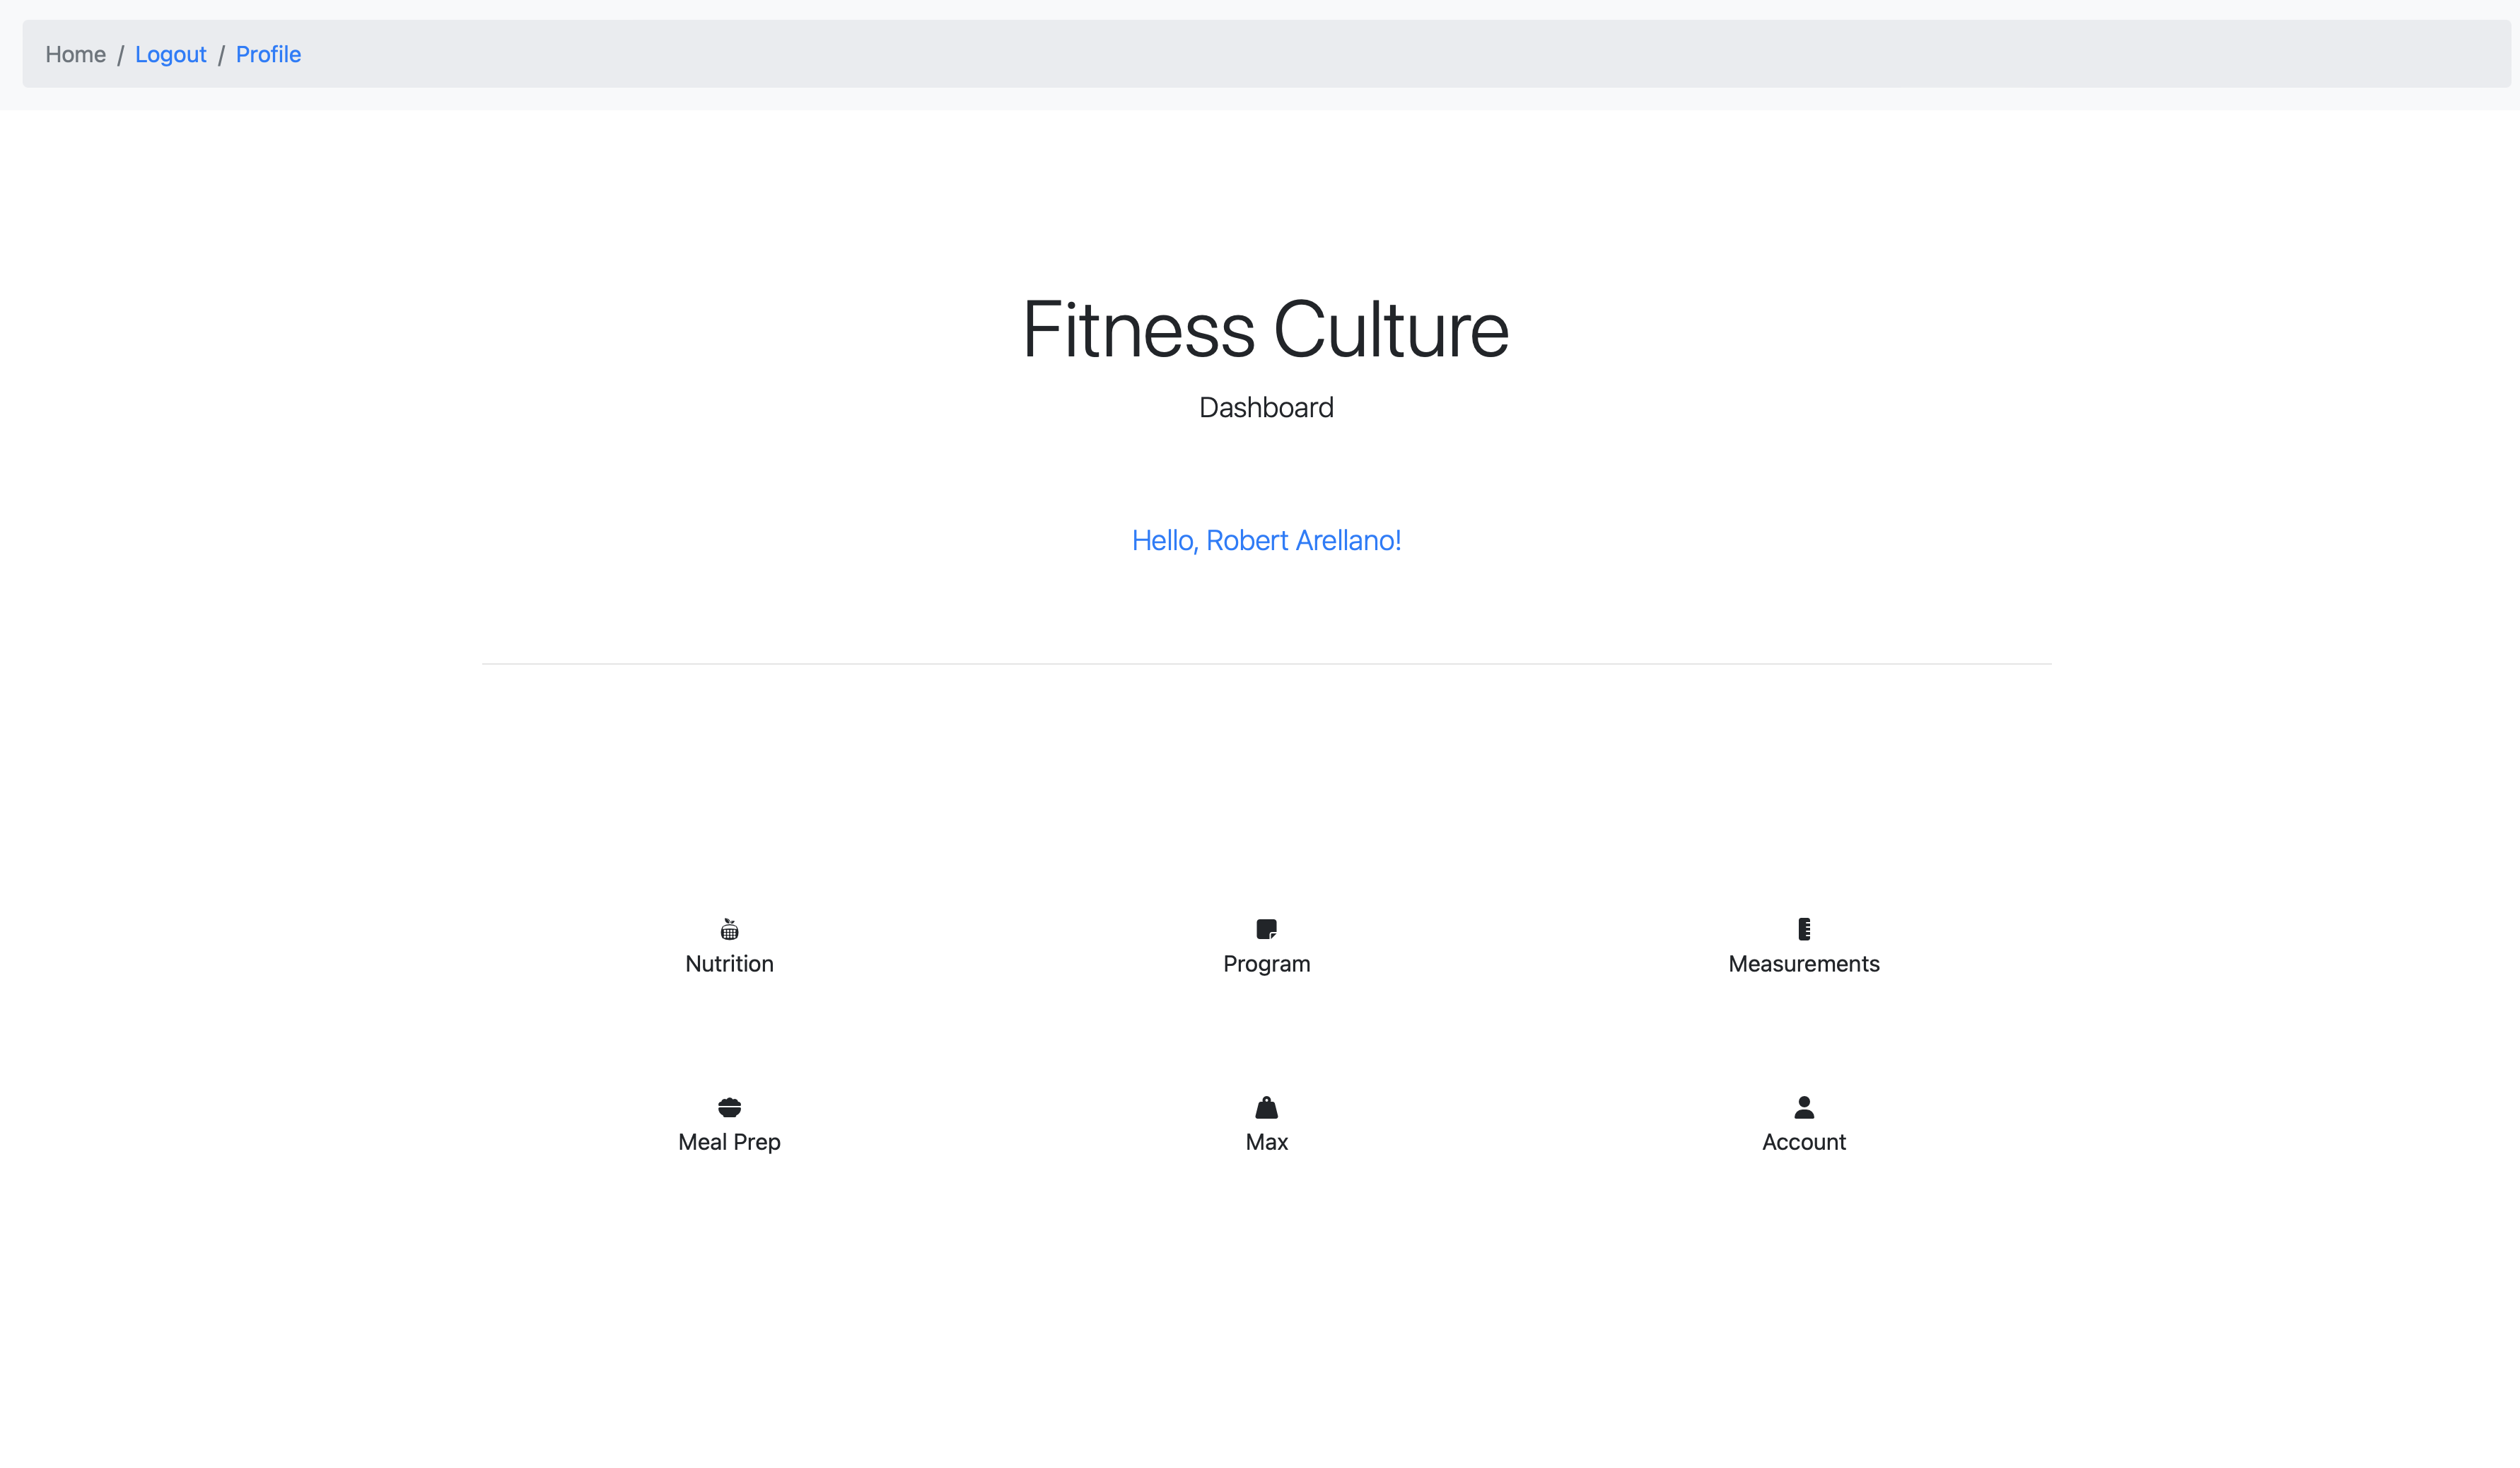 Home / Logout / Profile
Fitness Culture
Dashboard
Hello, Robert Arellano!
Nutrition
Program
Measurements
Meal Prep
Max
Account